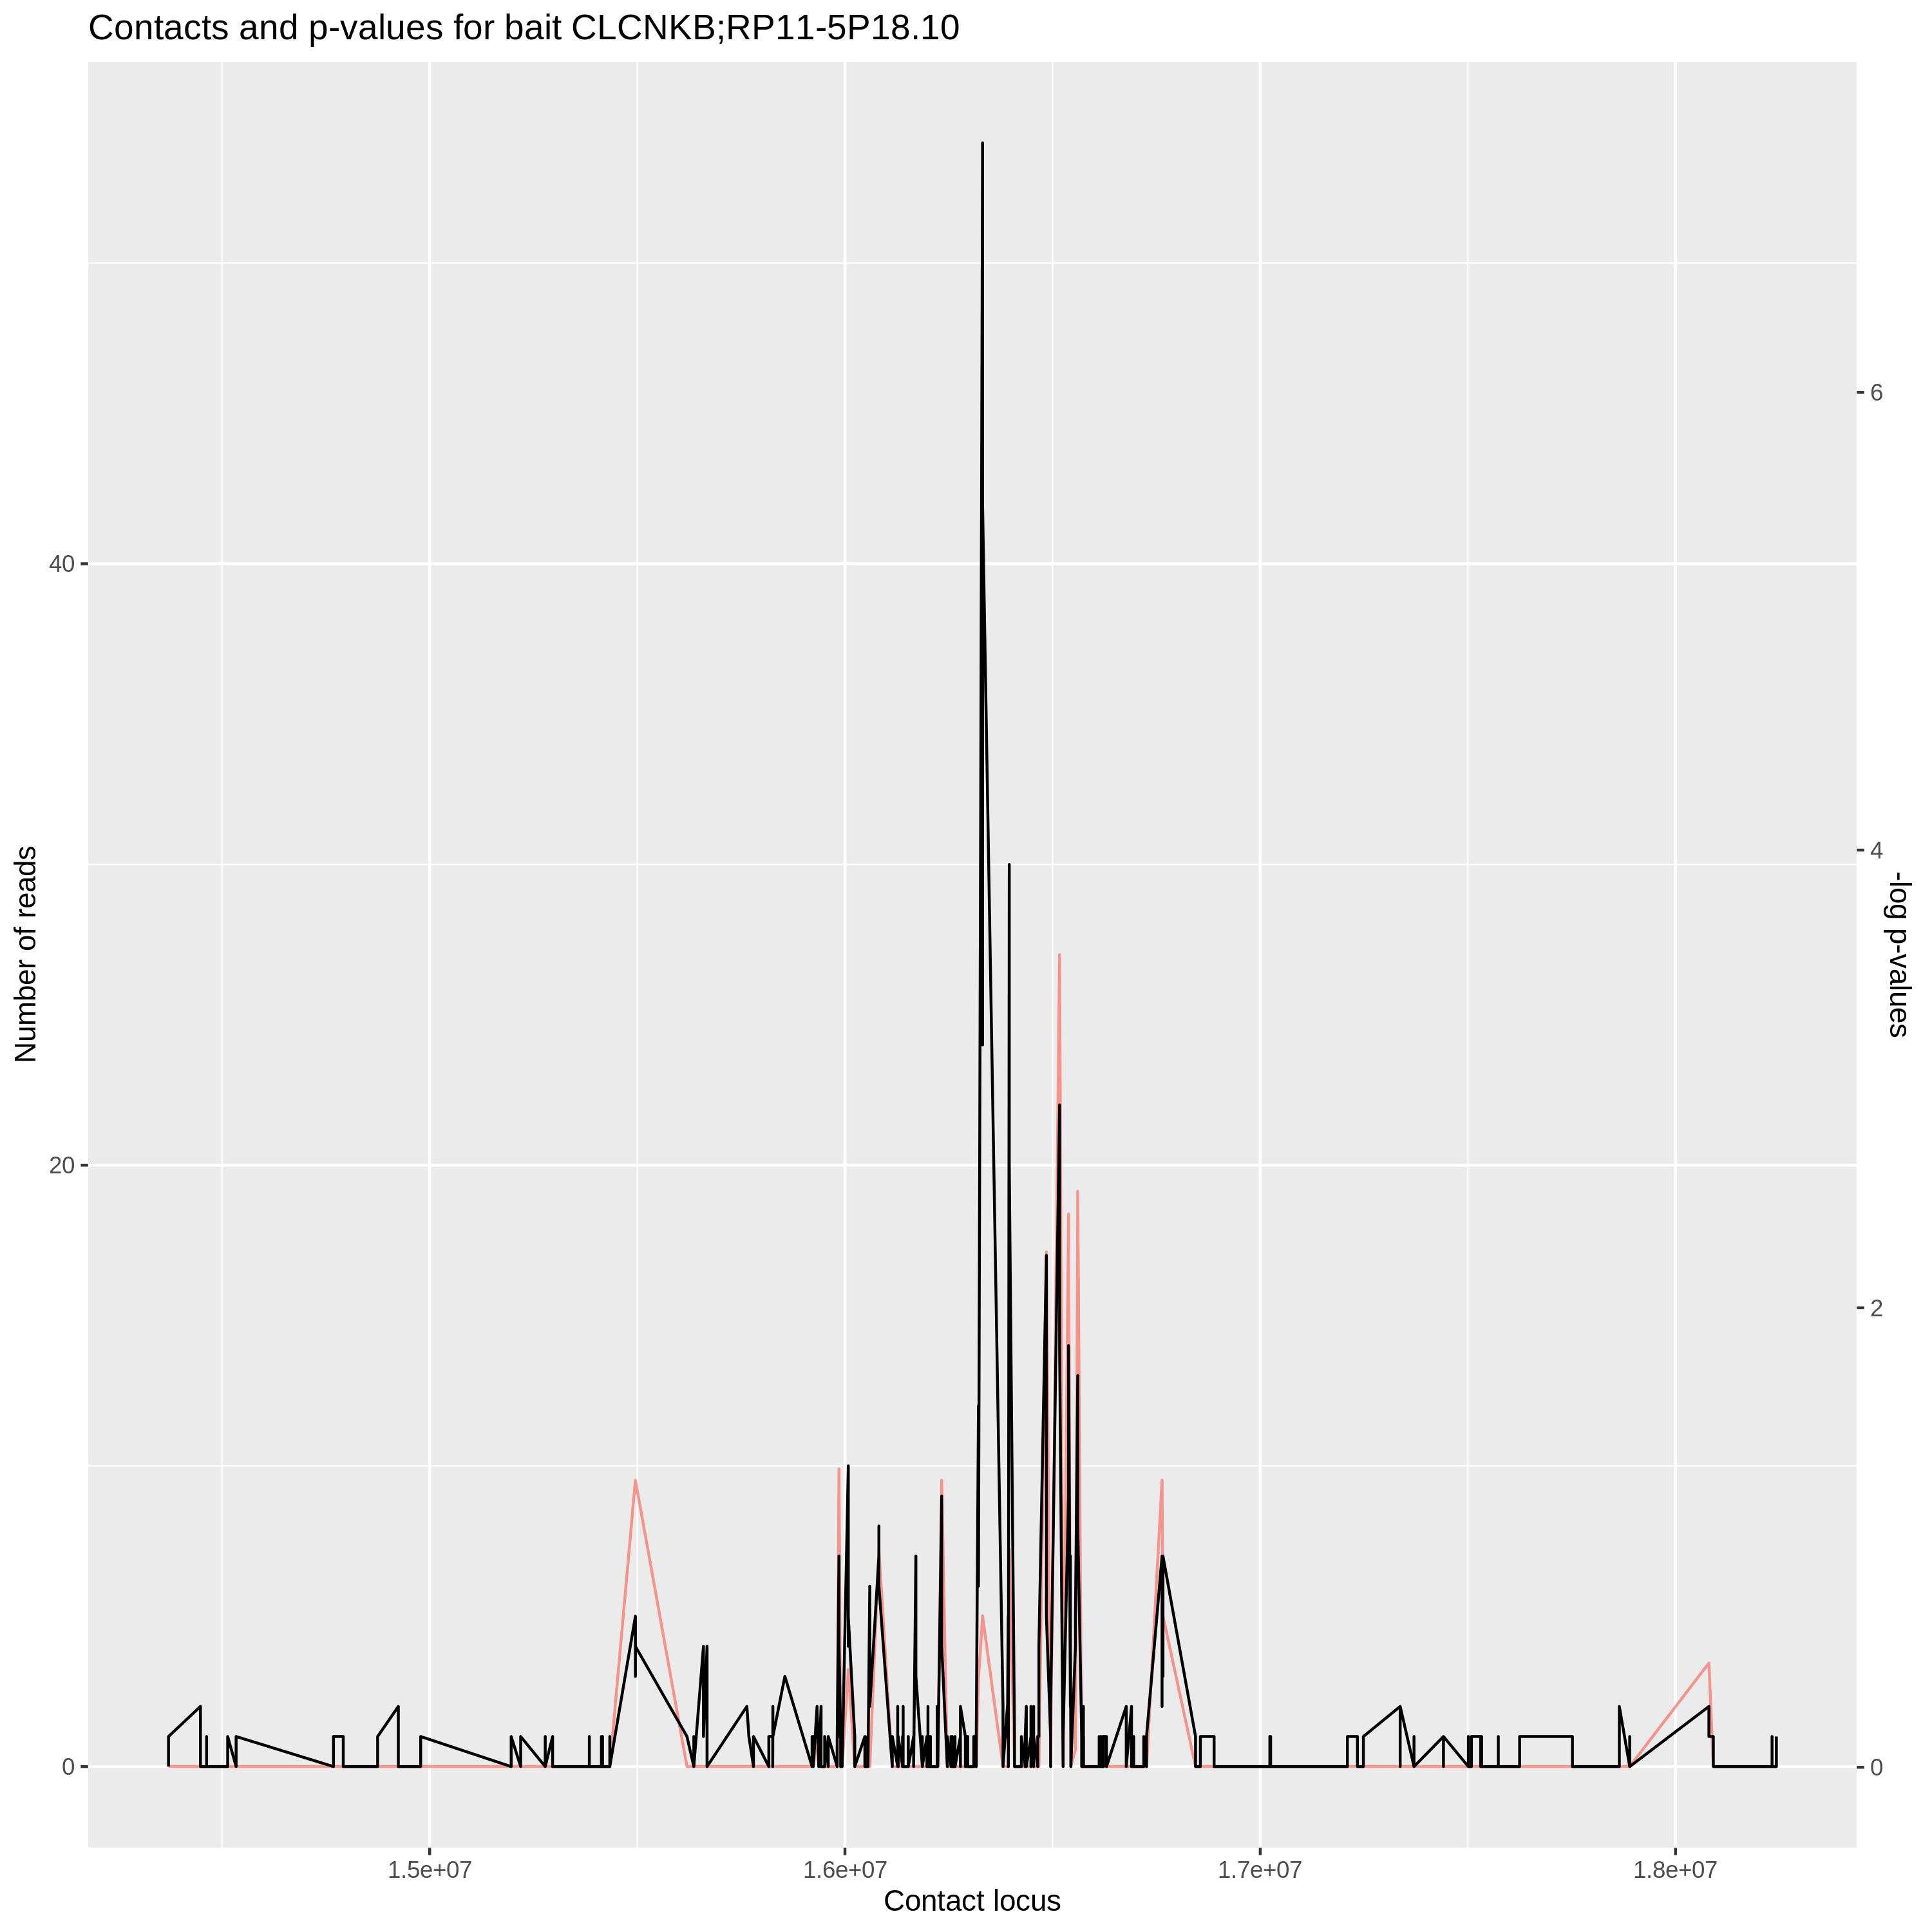 Contacts and p-values for bait CLCNKB;RP11-5P18.10
Number of reads
40
20
0
6
4
2
0
-log p-values
1.5e+07
1.6e+07
1.7e+07
1.8e+07
Contact locus